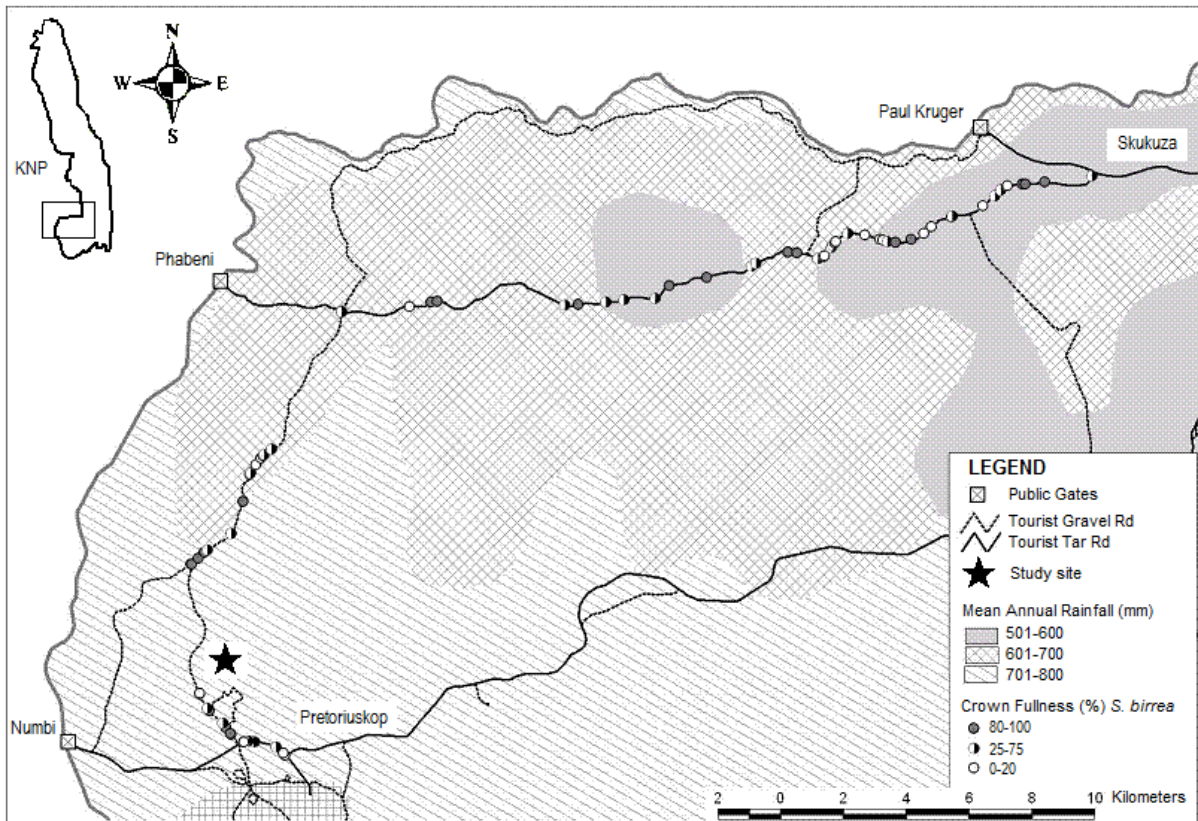 N
W E
S
KNP
Paul Kruger
Skukuza
Phabeni
Numbi
Pretoriuskop
LEGEND
Public Gates
Tourist Gravel Rd
Tourist Tar Rd
Study site
Mean Annual Rainfall (mm)
501-600
601-700
701-800
Crown Fullness (%) S. birrea
80-100
25-75
0-20
2 0 2 4 6 8 10 Kilometers